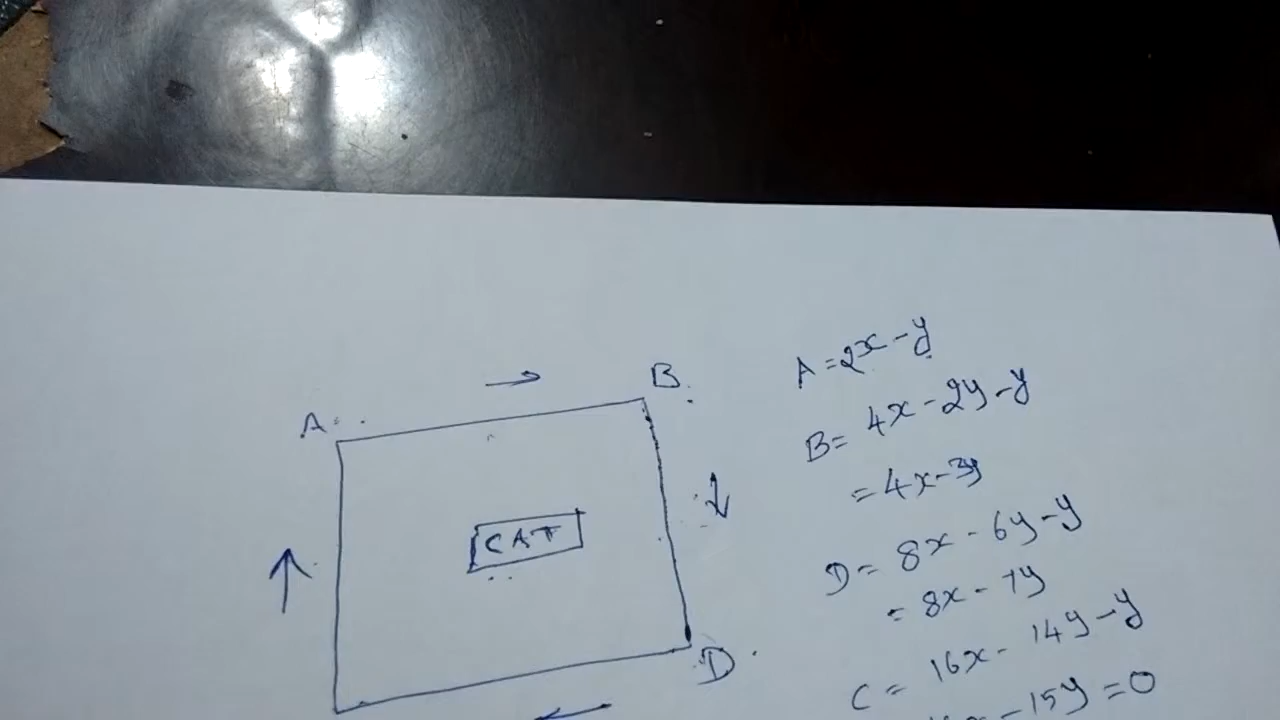 A
B
CAT
D
A = 2x - y
B = 4x - 2y - y
= 4x - 3y
D = 8x - 6y - y
= 8x - 7y
C = 16x - 14y - y
- 15y = 0